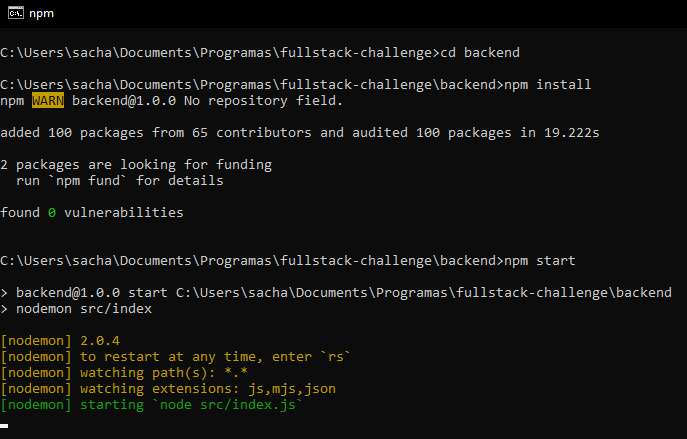 npm
C:\Users\sacha\Documents\Programas\fullstack-challenge>cd backend
C:\Users\sacha\Documents\Programas\fullstack-challenge\backend>npm install
npm WARN backend@1.0.0 No repository field.
added 100 packages from 65 contributors and audited 100 packages in 19.222s
2 packages are looking for funding
  run `npm fund` for details
found 0 vulnerabilities
C:\Users\sacha\Documents\Programas\fullstack-challenge\backend>npm start
> backend@1.0.0 start C:\Users\sacha\Documents\Programas\fullstack-challenge\backend
> nodemon src/index
[nodemon] 2.0.4
[nodemon] to restart at any time, enter `rs`
[nodemon] watching path(s): *.*
[nodemon] watching extensions: js,mjs,json
[nodemon] starting `node src/index.js`